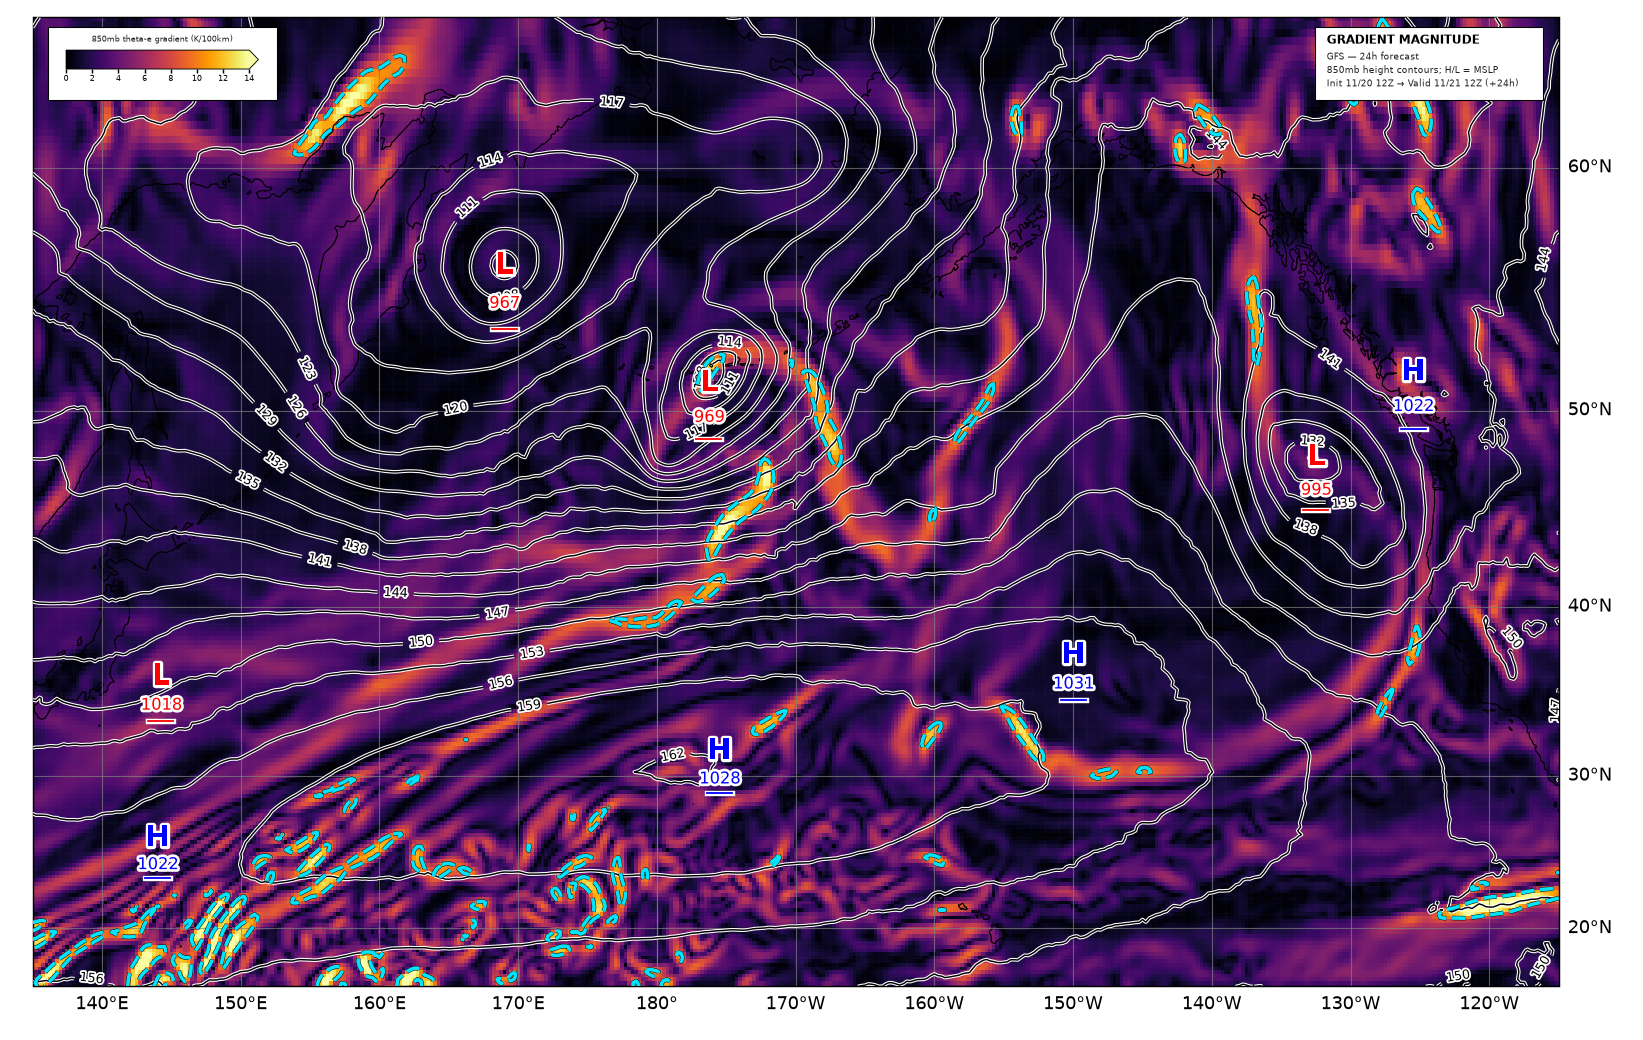 850mb theta-e gradient (K/100km)
0 2 4 6 8 10 12 14
GRADIENT MAGNITUDE
GFS — 24h forecast
850mb height contours; H/L = MSLP
Init 11/20 12Z → Valid 11/21 12Z (+24h)
117
144
60°N
114
111
144
L
967
123
114
111
L
969
117
141
H
1022
126
129
120
50°N
132
135
132
L
995
135
138
138
141
144
147
40°N
150
150
153
156
159
L
1018
H
1031
147
162
H
1028
30°N
H
1022
20°N
156
150
150
140°E 150°E 160°E 170°E 180° 170°W 160°W 150°W 140°W 130°W 120°W